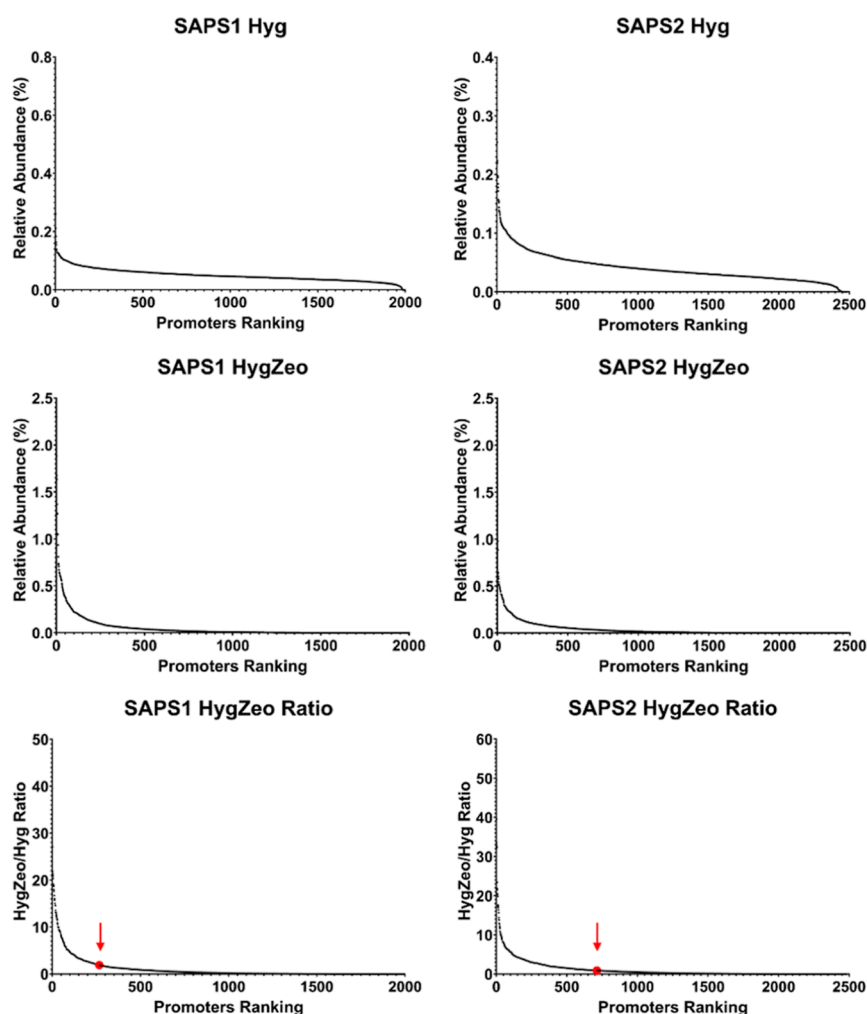 SAPS1 Hyg
Relative Abundance (%)
0.8
0.6
0.4
0.2
0.0
0 500 1000 1500 2000
Promoters Ranking
SAPS2 Hyg
Relative Abundance (%)
0.4
0.3
0.2
0.1
0.0
0 500 1000 1500 2000 2500
Promoters Ranking
SAPS1 HygZeo
Relative Abundance (%)
2.5
2.0
1.5
1.0
0.5
0.0
0 500 1000 1500 2000
Promoters Ranking
SAPS2 HygZeo
Relative Abundance (%)
2.5
2.0
1.5
1.0
0.5
0.0
0 500 1000 1500 2000 2500
Promoters Ranking
SAPS1 HygZeo Ratio
HygZeo/Hyg Ratio
50
40
30
20
10
0
0 500 1000 1500 2000
Promoters Ranking
SAPS2 HygZeo Ratio
HygZeo/Hyg Ratio
60
50
40
30
20
10
0
0 500 1000 1500 2000 2500
Promoters Ranking